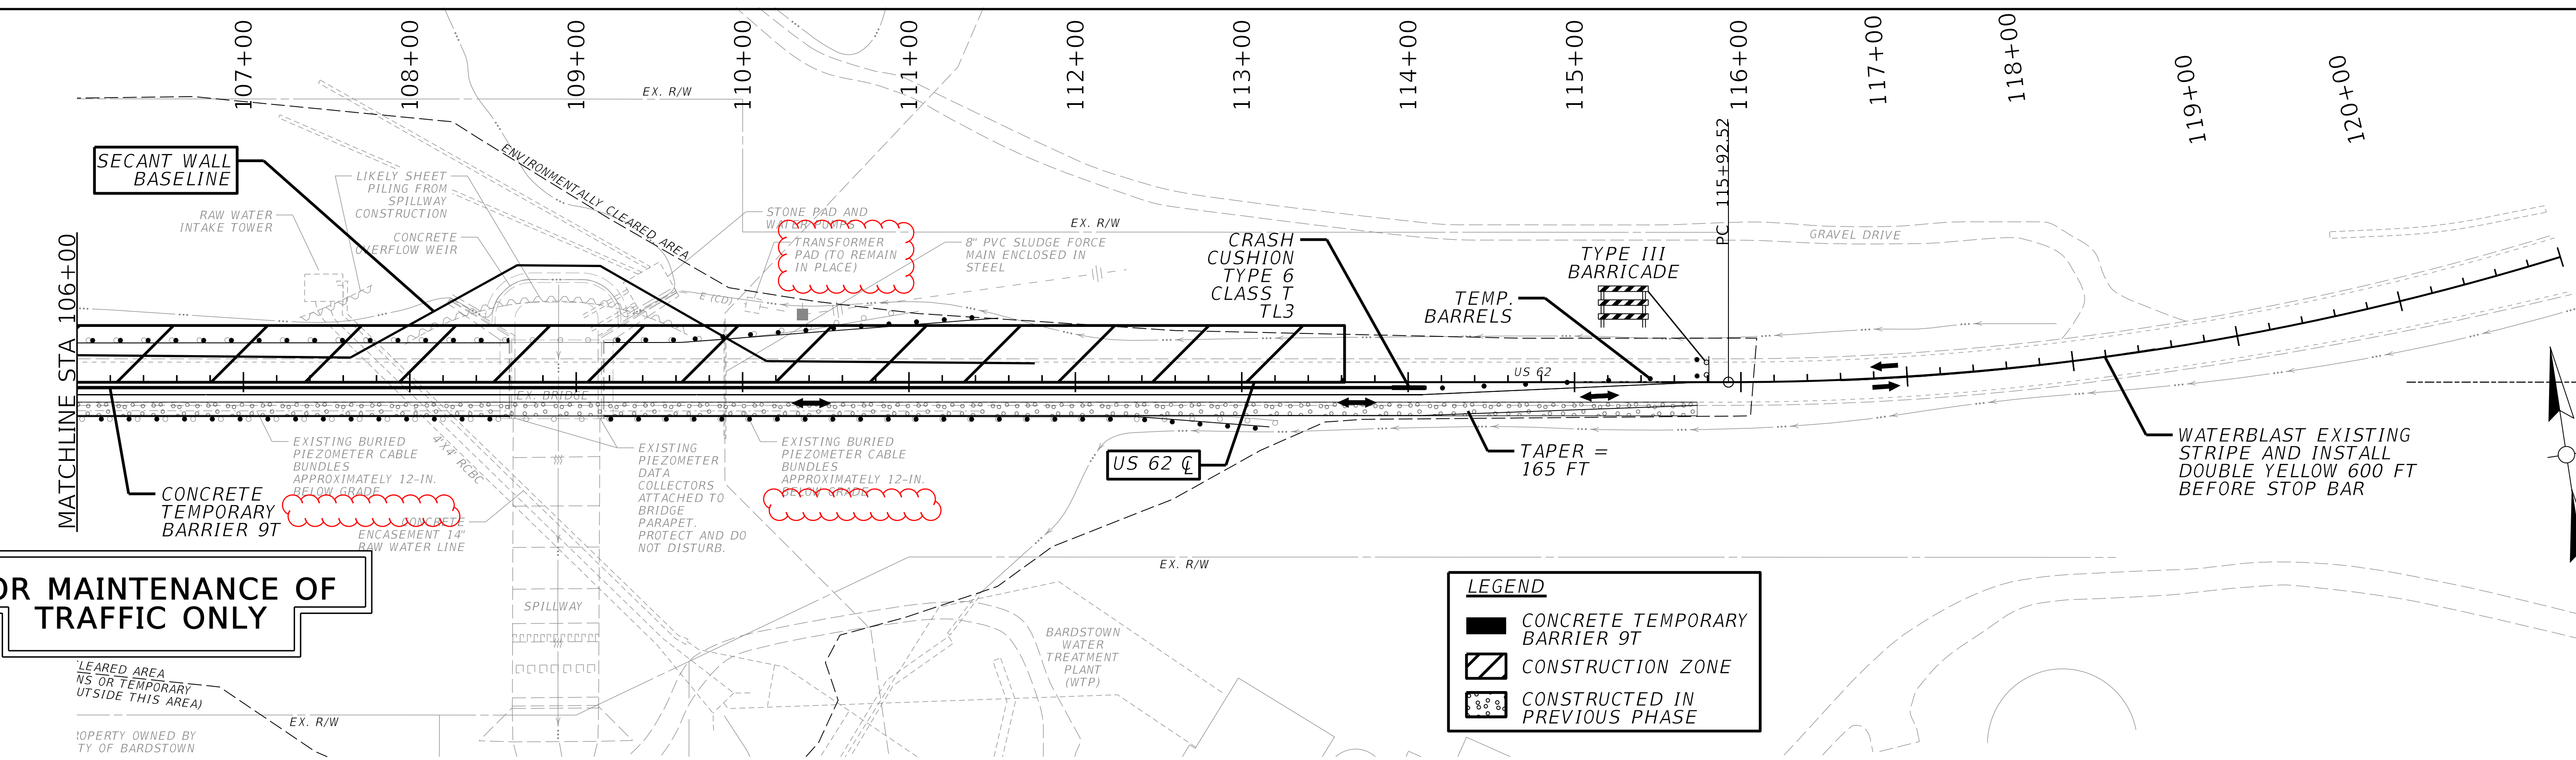 107+00
108+00
109+00
110+00
111+00
112+00
113+00
114+00
115+00
116+00
117+00
118+00
119+00
120+00
EX. R/W
PC 115+92.52
SECANT WALL
BASELINE
ENVIRONMENTALLY CLEARED AREA
LIKELY SHEET
PILING FROM
SPILLWAY
CONSTRUCTION
RAW WATER
INTAKE TOWER
CONCRETE
OVERFLOW WEIR
STONE PAD AND
WATER PUMPS
TRANSFORMER
PAD (TO REMAIN
IN PLACE)
8" PVC SLUDGE FORCE
MAIN ENCLOSED IN
STEEL
EX. R/W
GRAVEL DRIVE
CRASH
CUSHION
TYPE 6
CLASS T
TL3
TYPE III
BARRICADE
TEMP.
BARRELS
E (CD)
MATCHLINE STA 106+00
US 62
EX. BRIDGE
4'X4' RCBC
EXISTING BURIED
PIEZOMETER CABLE
BUNDLES
APPROXIMATELY 12-IN.
BELOW GRADE
EXISTING
PIEZOMETER
DATA
COLLECTORS
ATTACHED TO
BRIDGE
PARAPET.
PROTECT AND DO
NOT DISTURB.
EXISTING BURIED
PIEZOMETER CABLE
BUNDLES
APPROXIMATELY 12-IN.
BELOW GRADE
US 62 ℄
TAPER =
165 FT
WATERBLAST EXISTING
STRIPE AND INSTALL
DOUBLE YELLOW 600 FT
BEFORE STOP BAR
CONCRETE
TEMPORARY
BARRIER 9T
CONCRETE
ENCASEMENT 14"
RAW WATER LINE
EX. R/W
OR MAINTENANCE OF
TRAFFIC ONLY
SPILLWAY
BARDSTOWN
WATER
TREATMENT
PLANT
(WTP)
LEGEND
CONCRETE TEMPORARY
BARRIER 9T
CONSTRUCTION ZONE
CONSTRUCTED IN
PREVIOUS PHASE
LEARED AREA
NS OR TEMPORARY
UTSIDE THIS AREA)
EX. R/W
ROPERTY OWNED BY
TY OF BARDSTOWN